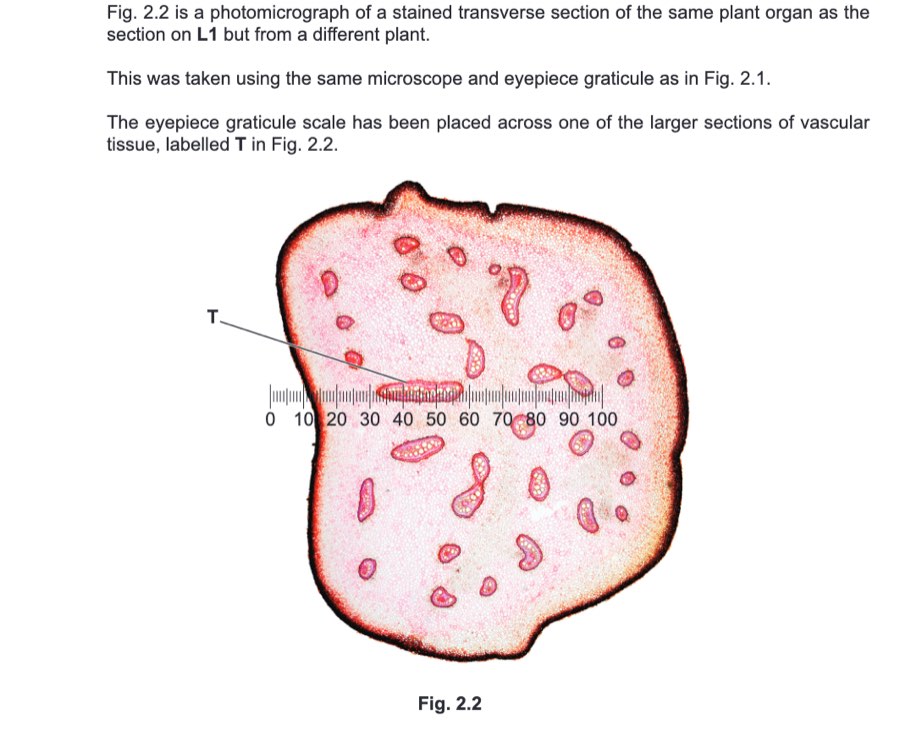 Fig. 2.2 is a photomicrograph of a stained transverse section of the same plant organ as the
section on L1 but from a different plant.
This was taken using the same microscope and eyepiece graticule as in Fig. 2.1.
The eyepiece graticule scale has been placed across one of the larger sections of vascular
tissue, labelled T in Fig. 2.2.
T
0 10 20 30 40 50 60 70 80 90 100
Fig. 2.2